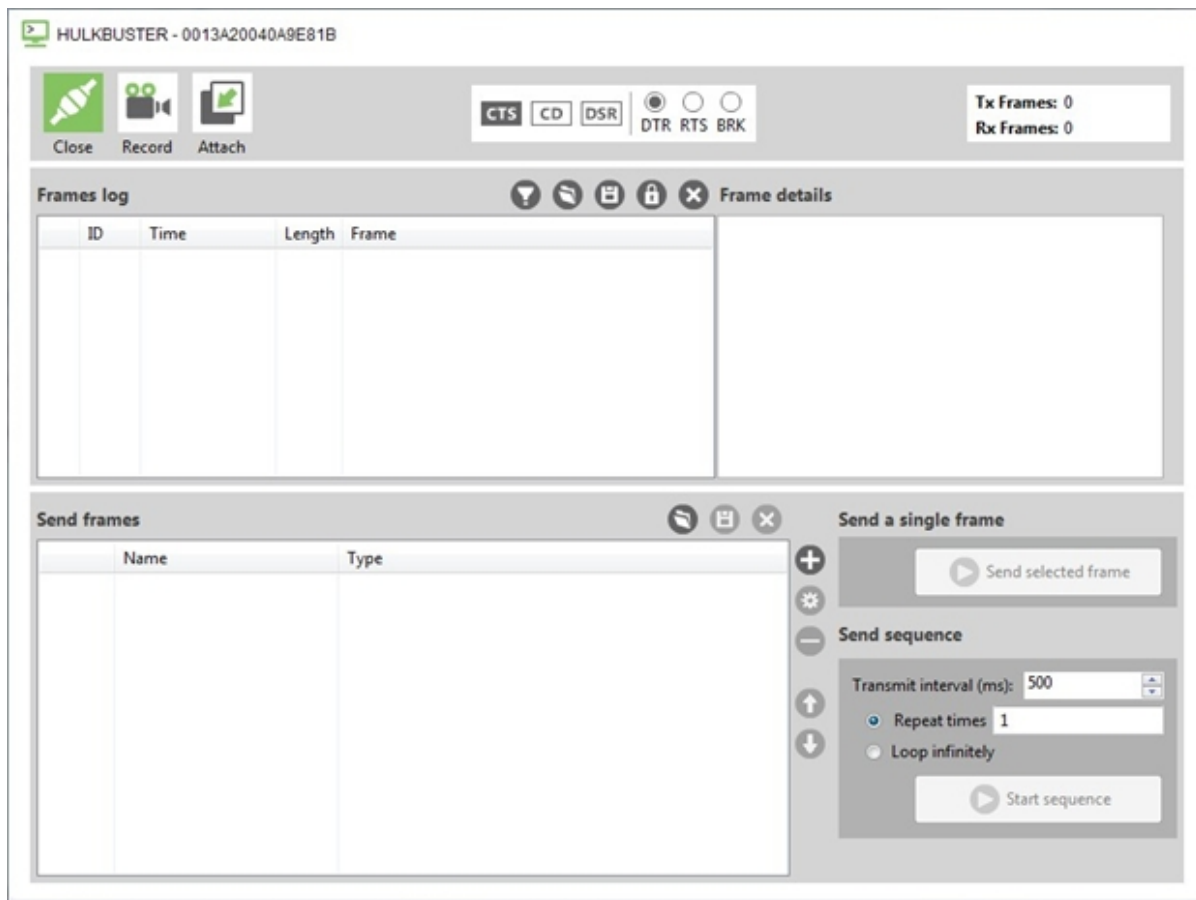 HULKBUSTER - 0013A20040A9E81B
Close Record Attach
CTS CD DSR DTR RTS BRK
Tx Frames: 0
Rx Frames: 0
Frames log
Frame details
ID Time Length Frame
Send frames
Name Type
Send a single frame
Send selected frame
Send sequence
Transmit interval (ms): 500
Repeat times 1
Loop infinitely
Start sequence